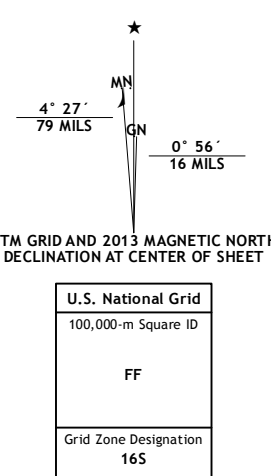 ★
MN
4° 27´
79 MILS
GN
0° 56´
16 MILS
TM GRID AND 2013 MAGNETIC NORTH
DECLINATION AT CENTER OF SHEET
U.S. National Grid
100,000-m Square ID
FF
Grid Zone Designation
16S